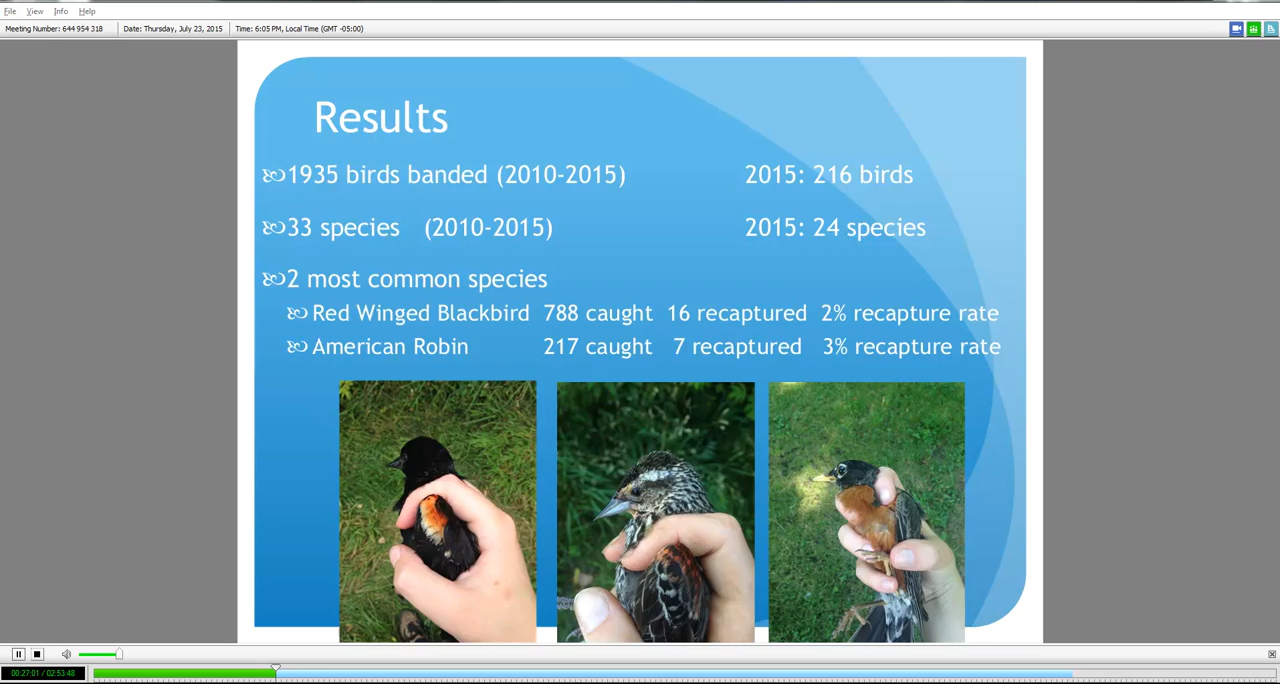 File View Info Help
Meeting Number: 644 954 318 Date: Thursday, July 23, 2015 Time: 6:05 PM, Local Time (GMT -05:00)
Results
1935 birds banded (2010-2015) 2015: 216 birds
33 species (2010-2015) 2015: 24 species
2 most common species
Red Winged Blackbird 788 caught 16 recaptured 2% recapture rate
American Robin 217 caught 7 recaptured 3% recapture rate
00:27:01 / 02:53:48